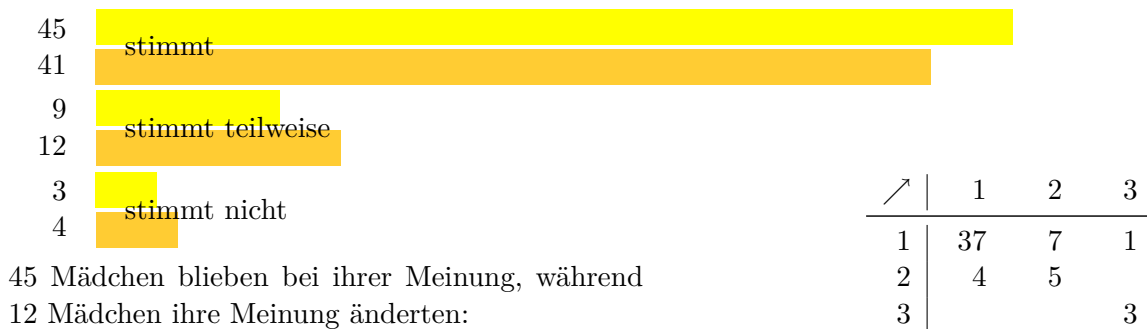 45
stimmt
41
9
stimmt teilweise
12
3
stimmt nicht
4
↗ 1 2 3
1 37 7 1
2 4 5
3 3
45 Mädchen blieben bei ihrer Meinung, während
12 Mädchen ihre Meinung änderten: